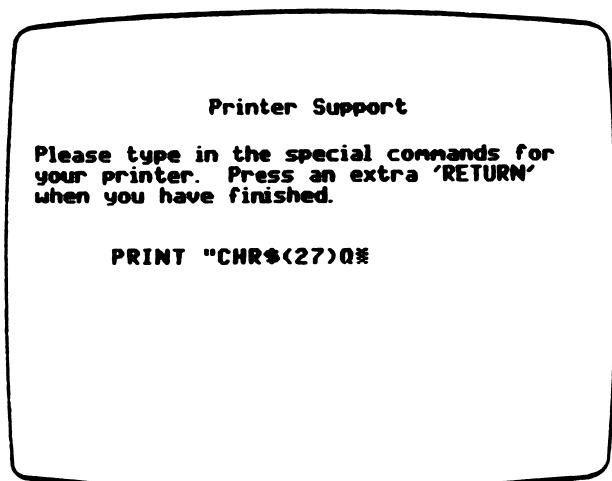 Printer Support
Please type in the special commands for
your printer. Press an extra 'RETURN'
when you have finished.
PRINT "CHR$(27)Q